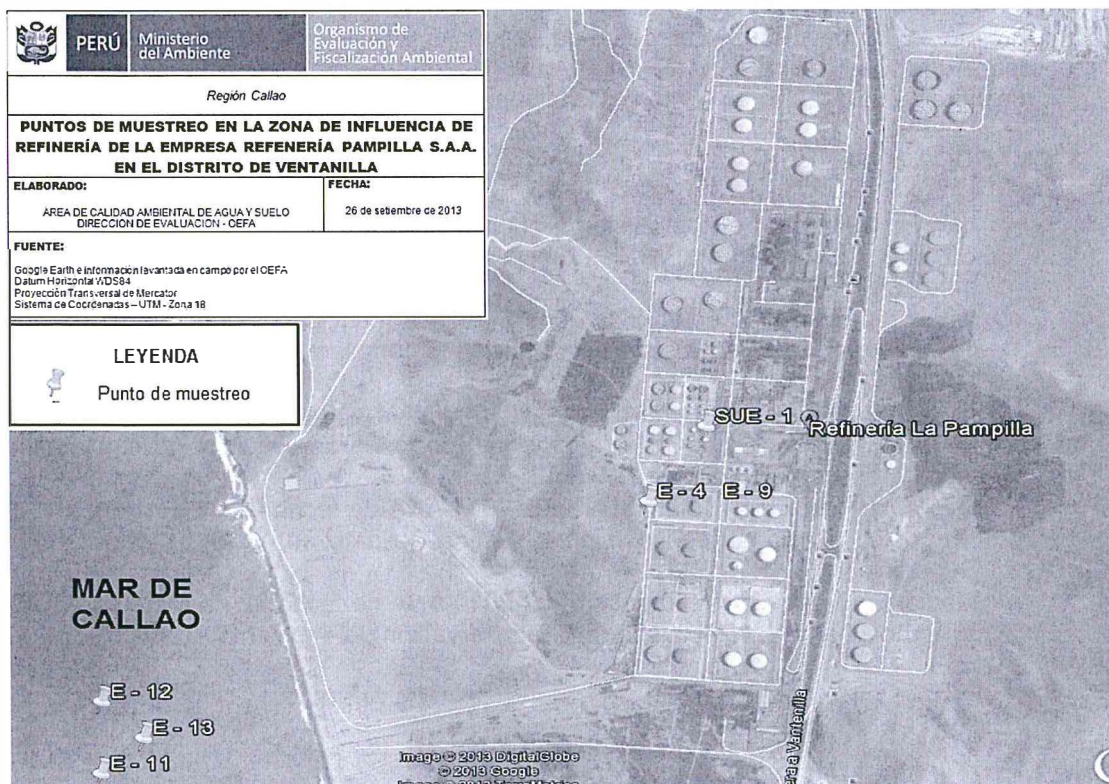 PERÚ
Ministerio
del Ambiente
Organismo de
Evaluación y
Fiscalización Ambiental
Región Callao
PUNTOS DE MUESTREO EN LA ZONA DE INFLUENCIA DE
REFINERÍA DE LA EMPRESA REFENERÍA PAMPILLA S.A.A.
EN EL DISTRITO DE VENTANILLA
ELABORADO:
AREA DE CALIDAD AMBIENTAL DE AGUA Y SUELO
DIRECCION DE EVALUACION - OEFA
FECHA:
26 de setiembre de 2013
FUENTE:
Google Earth e información levantada en campo por el OEFA
Datum Horizontal WDS84
Proyección Transversal de Mercator
Sistema de Coordenadas – UTM - Zona 18
LEYENDA
Punto de muestreo
SUE - 1
Refinería La Pampilla
E - 4 E - 9
MAR DE
CALLAO
E - 12
E - 13
E - 11
Image © 2013 DigitalGlobe
© 2013 Google